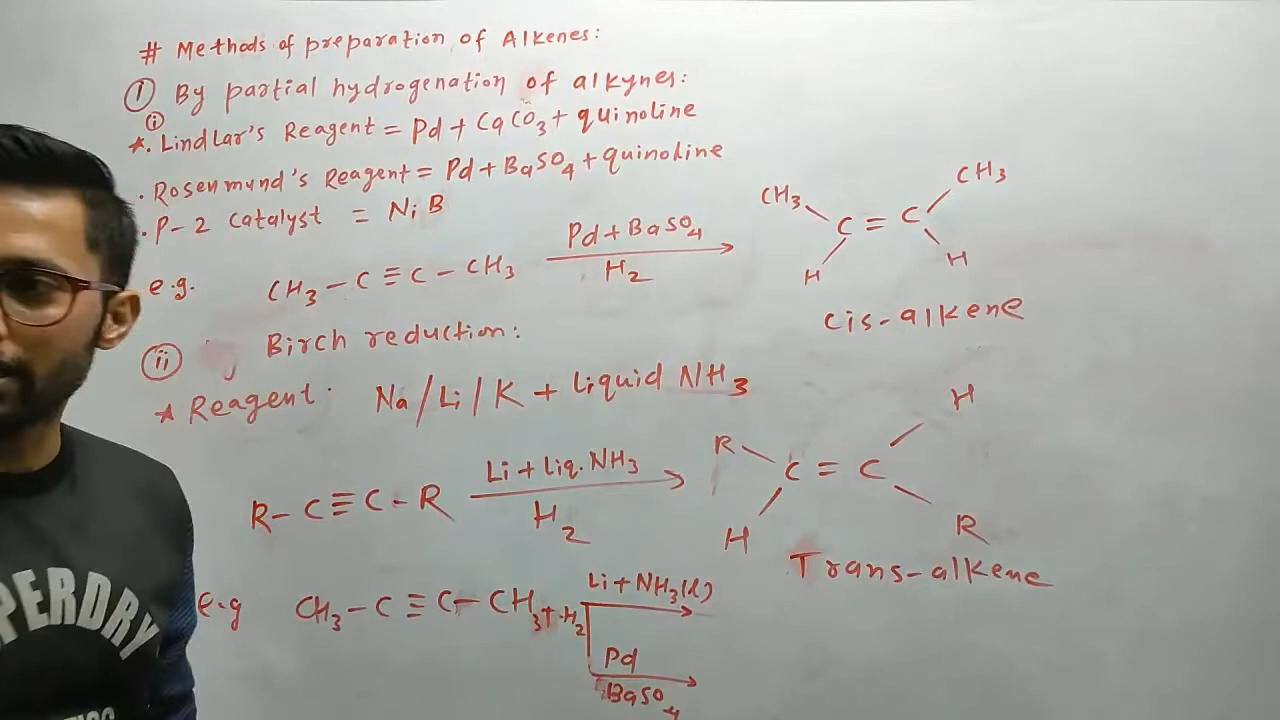 # Methods of preparation of Alkenes:
① By partial hydrogenation of alkynes:
ⓘ
*. Lindlar's Reagent = Pd + CaCO3 + quinoline
. Rosenmund's Reagent = Pd + BaSO4 + quinoline
. P-2 catalyst = NiB
e.g. CH3 – C ≡ C – CH3
Pd + BaSO4
H2
CH3 CH3
C = C
H H
cis-alkene
ⓘⓘ Birch reduction:
* Reagent. Na/Li/K + liquid NH3
R – C ≡ C – R
Li + liq. NH3
H2
R H
C = C
H R
Trans-alkene
e.g CH3 – C ≡ C – CH3 + H2
Li + NH3(l)
Pd
BaSO4
PERDRY